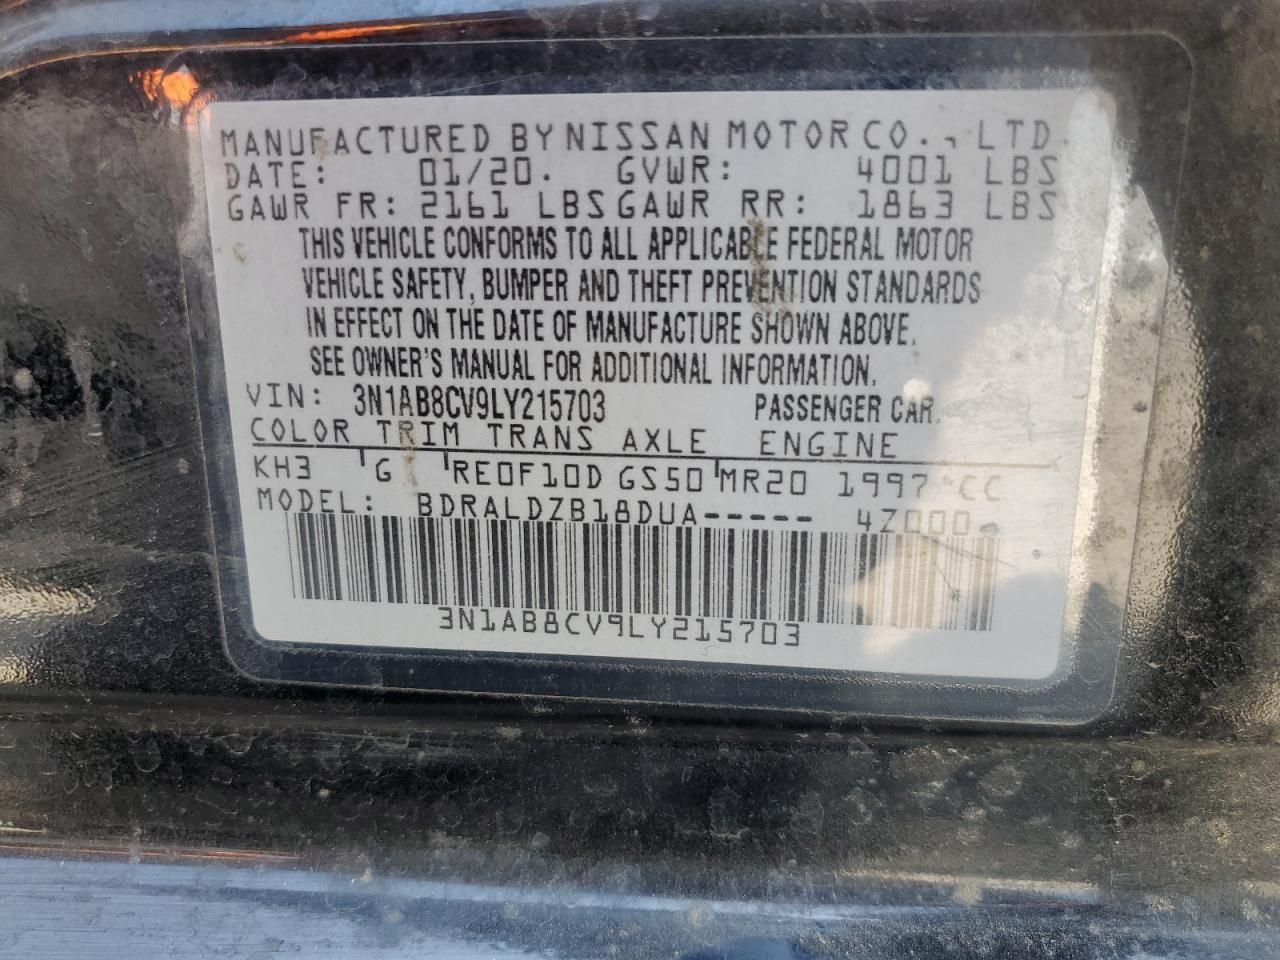 MANUFACTURED BY NISSAN MOTOR CO., LTD.
DATE: 01/20. GVWR: 4001 LBS
GAWR FR: 2161 LBS GAWR RR: 1863 LBS
THIS VEHICLE CONFORMS TO ALL APPLICABLE FEDERAL MOTOR
VEHICLE SAFETY, BUMPER AND THEFT PREVENTION STANDARDS
IN EFFECT ON THE DATE OF MANUFACTURE SHOWN ABOVE.
SEE OWNER'S MANUAL FOR ADDITIONAL INFORMATION.
VIN: 3N1AB8CV9LY215703 PASSENGER CAR.
COLOR TRIM TRANS AXLE ENGINE
KH3 G RE0F10D GS50 MR20 1997 CC
MODEL: BDRALDZB18DUA----- 4Z000
3N1AB8CV9LY215703